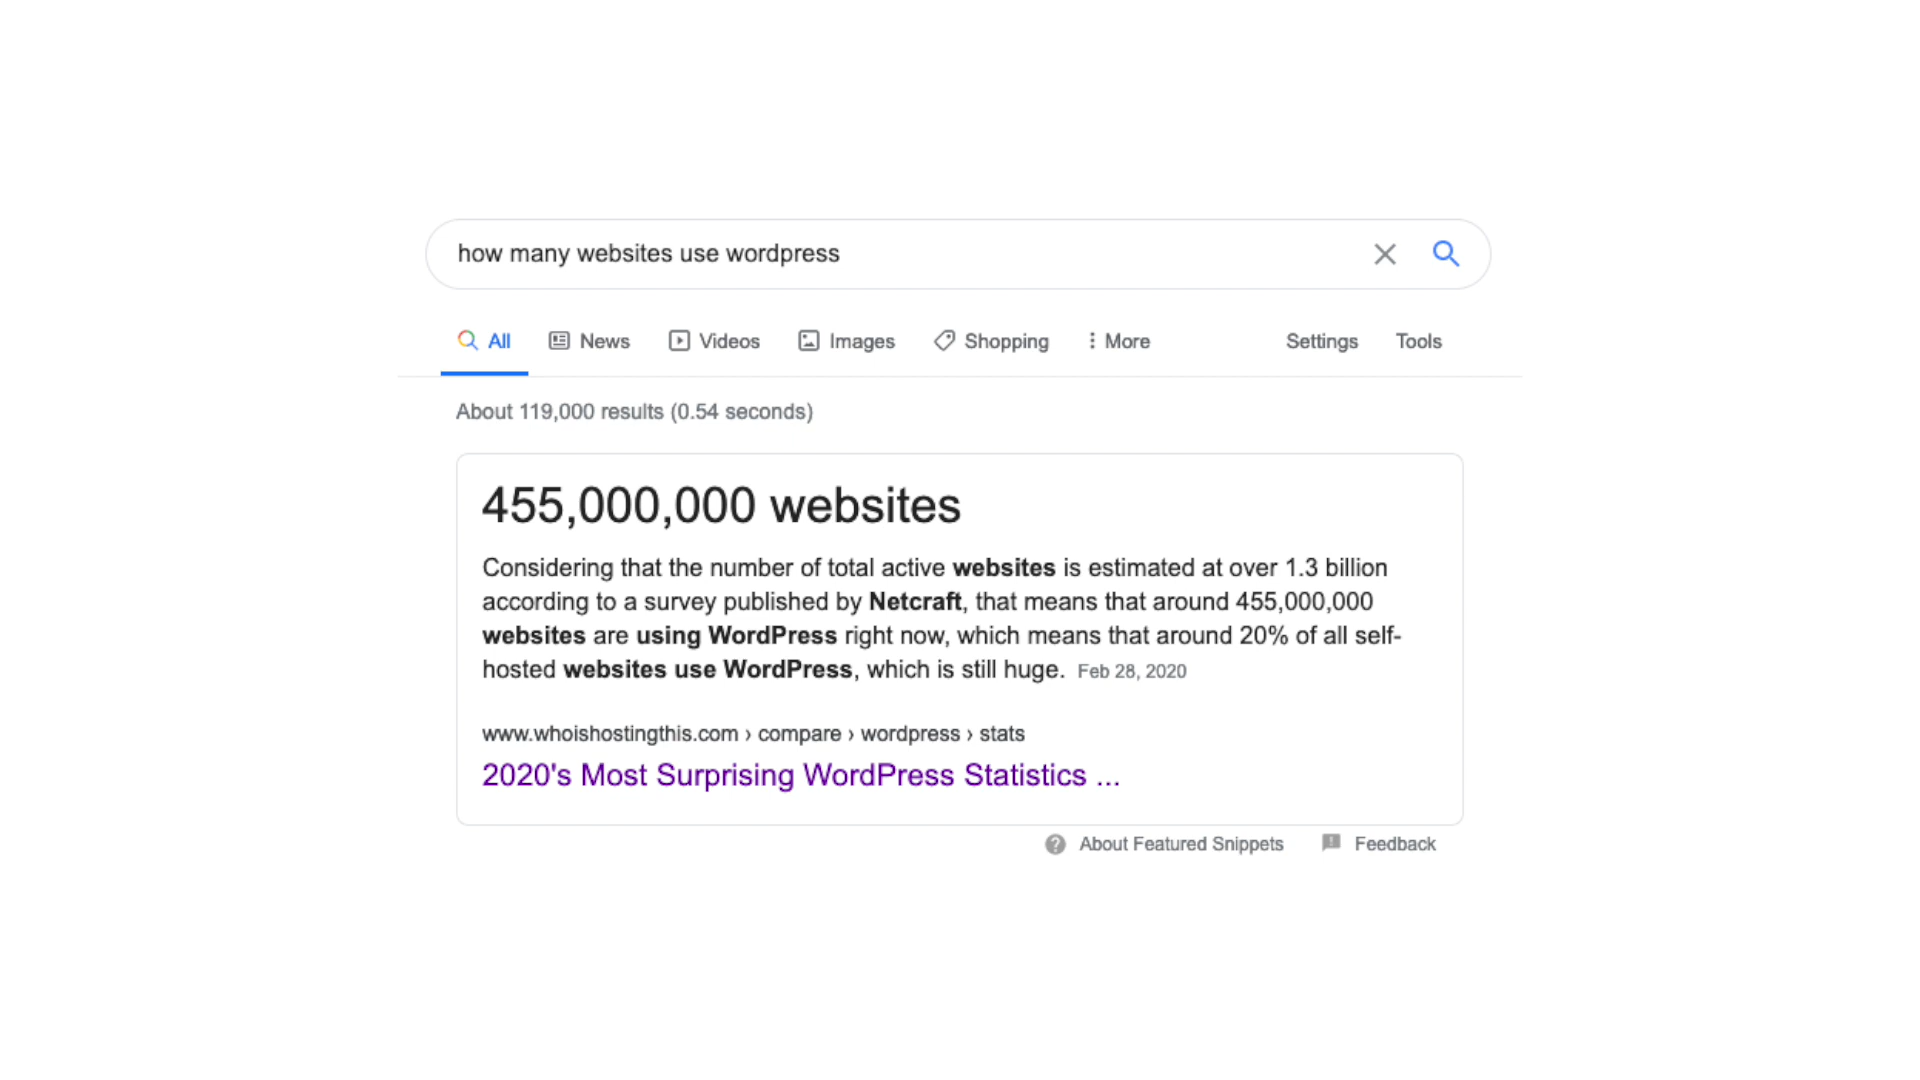 how many websites use wordpress
All News Videos Images Shopping More Settings Tools
About 119,000 results (0.54 seconds)
455,000,000 websites
Considering that the number of total active websites is estimated at over 1.3 billion
according to a survey published by Netcraft, that means that around 455,000,000
websites are using WordPress right now, which means that around 20% of all self-
hosted websites use WordPress, which is still huge. Feb 28, 2020
www.whoishostingthis.com › compare › wordpress › stats
2020's Most Surprising WordPress Statistics ...
About Featured Snippets Feedback